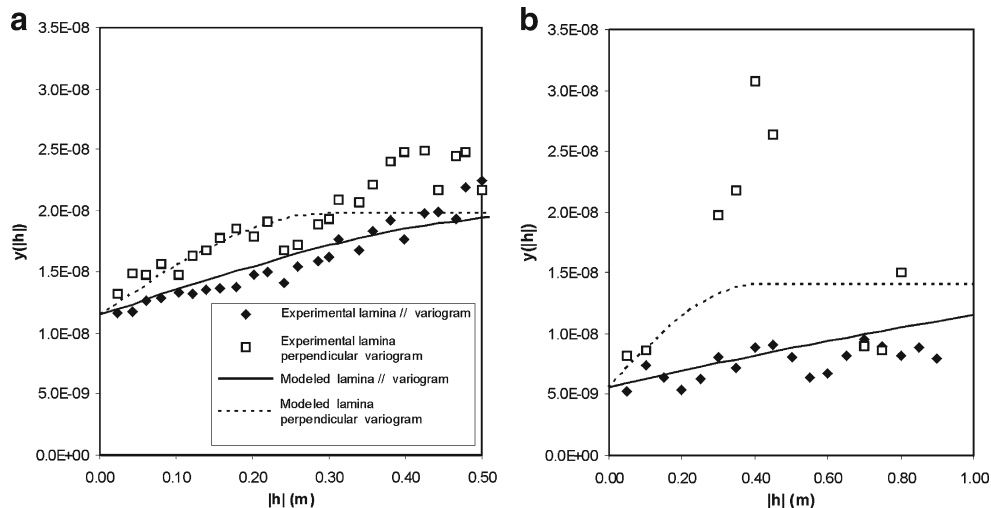 a
3.5E-08
3.0E-08
2.5E-08
2.0E-08
1.5E-08
1.0E-08
5.0E-09
0.0E+00
y(|h|)
0.00
0.10
0.20
0.30
0.40
0.50
|h| (m)
Experimental lamina // variogram
Experimental lamina
perpendicular variogram
Modeled lamina // variogram
Modeled lamina
perpendicular variogram
b
3.5E-08
3.0E-08
2.5E-08
2.0E-08
1.5E-08
1.0E-08
5.0E-09
0.0E+00
y(|h|)
0.00
0.20
0.40
0.60
0.80
1.00
|h| (m)